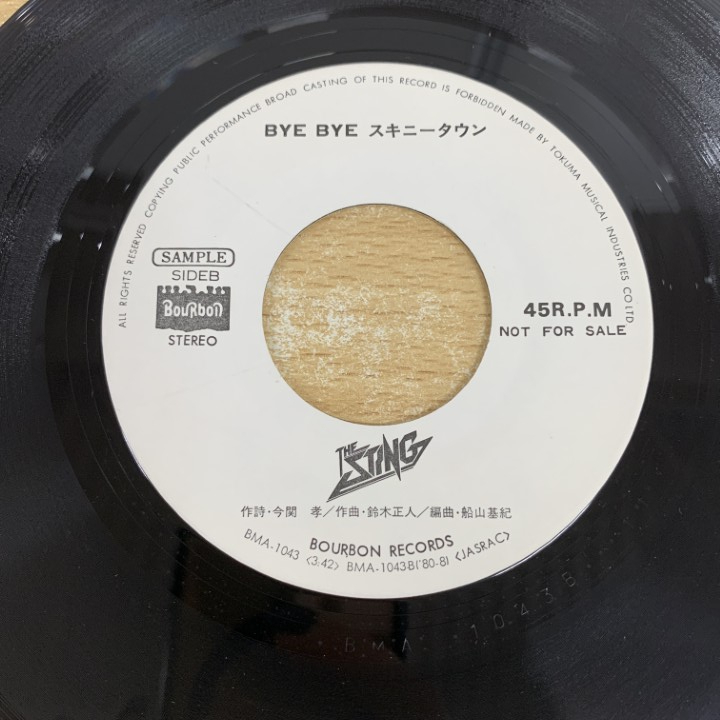 ALL RIGHTS RESERVED COPYING PUBLIC PERFORMANCE BROAD CASTING OF THIS RECORD IS FORBIDDEN MADE BY TOKUMA MUSICAL INDUSTRIES CO LTD
BYE BYE スキニータウン
SAMPLE
SIDEB
BOURBON
STEREO
45R.P.M
NOT FOR SALE
THE STING
作詩・今関 孝/作曲・鈴木正人/編曲・船山基紀
BOURBON RECORDS
BMA-1043 <3:42> BMA-1043B('80-8) <JASRAC>
BMA 1043B